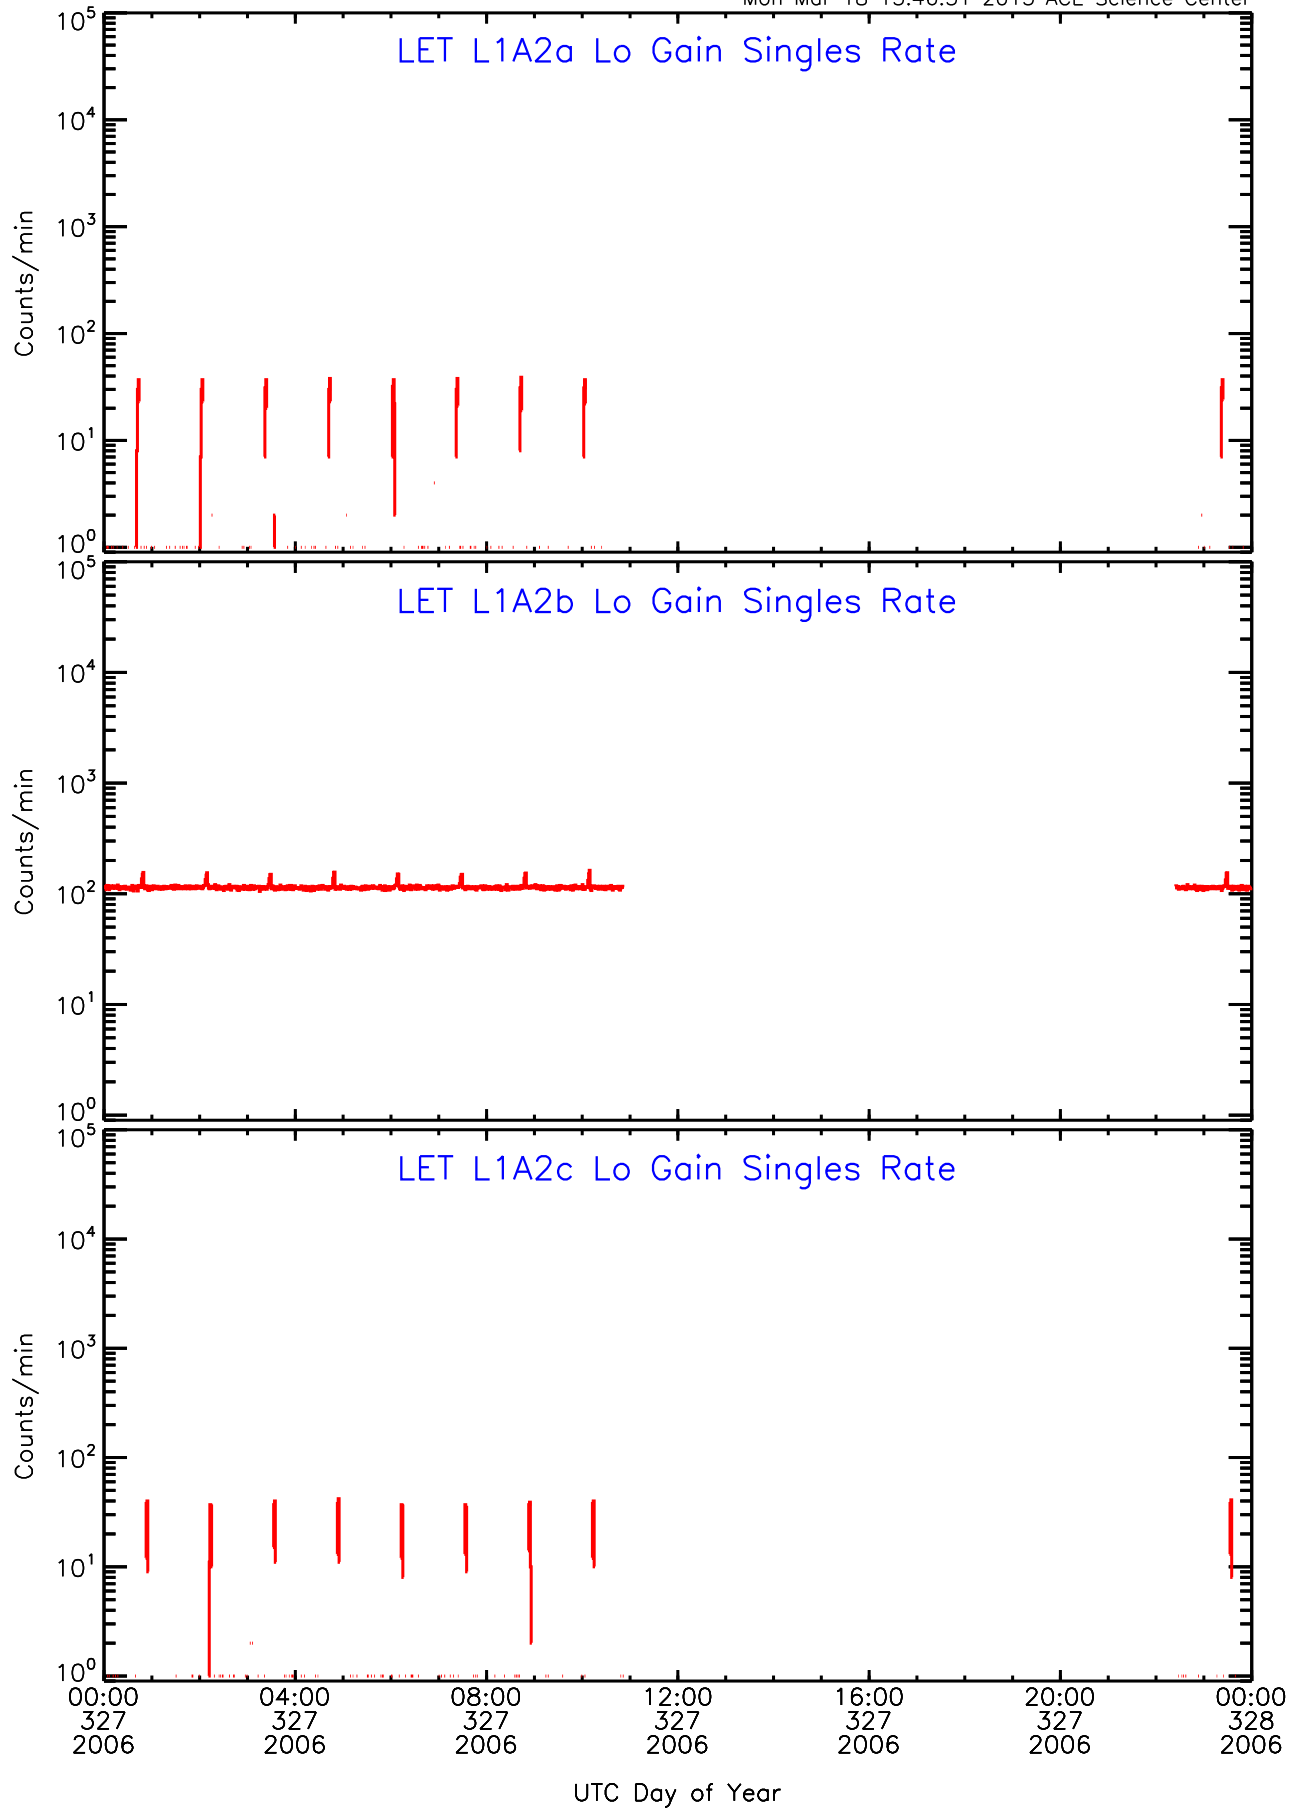 LET L1A2a Lo Gain Singles Rate
10^5
10^4
10^3
10^2
10^1
10^0
Counts/min
LET L1A2b Lo Gain Singles Rate
10^5
10^4
10^3
10^2
10^1
10^0
Counts/min
LET L1A2c Lo Gain Singles Rate
10^5
10^4
10^3
10^2
10^1
10^0
Counts/min
00:00 04:00 08:00 12:00 16:00 20:00 00:00
327 327 327 327 327 327 328
2006 2006 2006 2006 2006 2006 2006
UTC Day of Year